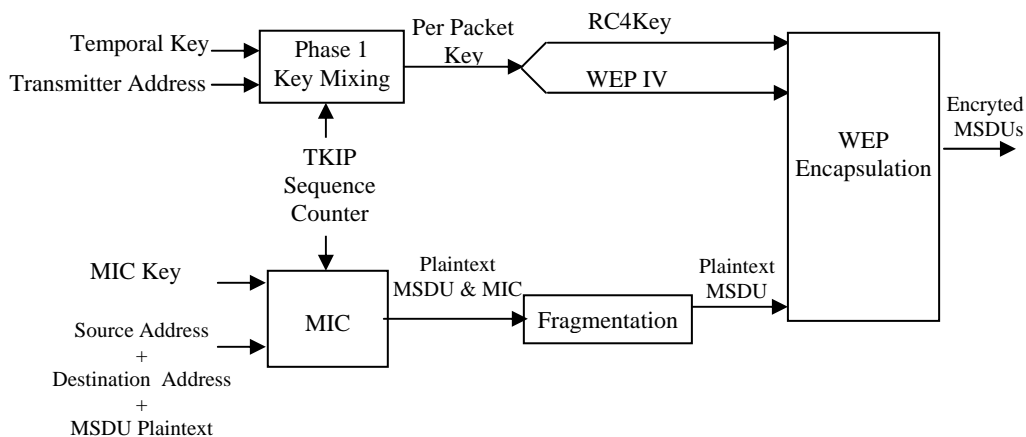 Temporal Key
Transmitter Address
Phase 1
Key Mixing
Per Packet
Key
RC4Key
WEP IV
WEP
Encapsulation
Encryted
MSDUs
TKIP
Sequence
Counter
MIC Key
Source Address
+
Destination Address
+
MSDU Plaintext
MIC
Plaintext
MSDU & MIC
Fragmentation
Plaintext
MSDU